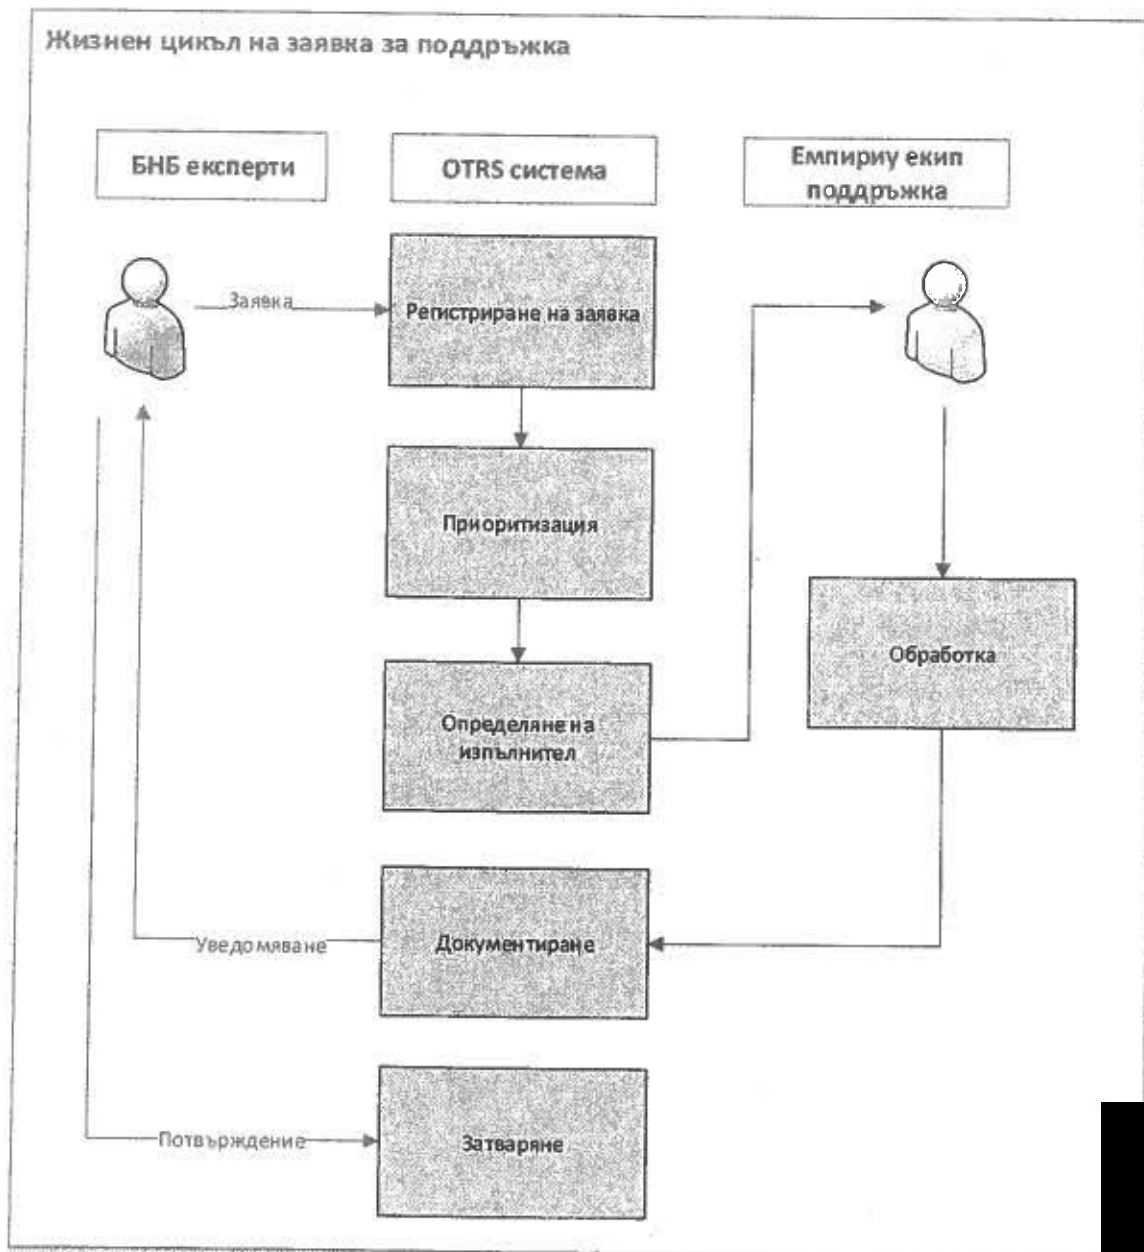 Жизнен цикъл на заявка за поддръжка
БНБ експерти
OTRS система
Емпириу екип
поддръжка
Заявка
Регистриране на заявка
Приоритизация
Обработка
Определяне на
изпълнител
Уведомяване
Документиране
Потвърждение
Затваряне